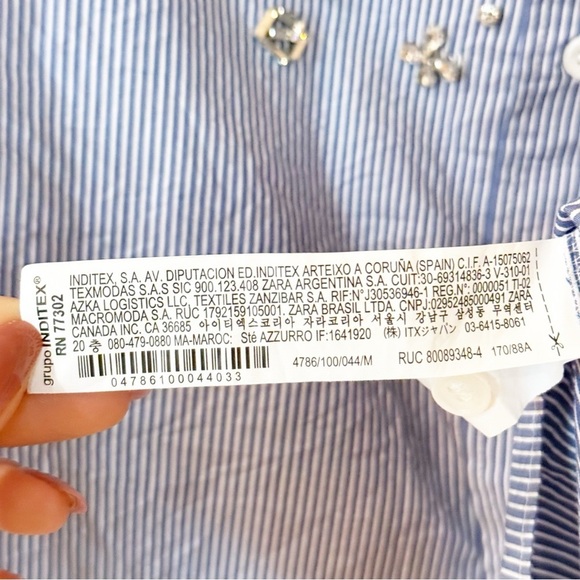 grupo INDITEX®
RN 77302
INDITEX, S.A. AV. DIPUTACION ED.INDITEX ARTEIXO A CORUÑA (SPAIN) C.I.F. A-15075062
TEXMODAS S.A.S SIC 900.123.408 ZARA ARGENTINA S.A. CUIT:30-69314836-3 V-310-01
AZKA LOGISTICS LLC, TEXTILES ZANZIBAR S.A. RIF:N°J30536946-1 REG.N°: 0000051 TI-02
MACROMODA S.A. RUC 1792159105001. ZARA BRASIL LTDA. CNPJ:02952485000491 ZARA
CANADA INC. CA 36685 아이티엑스코리아 자라코리아 서울시 강남구 삼성동 무역센터
20 층 080-479-0880 MA-MAROC: Sté AZZURRO IF:1641920 (株) ITXジャパン 03-6415-8061
04786100044033
4786/100/044/M
RUC 80089348-4
170/88A